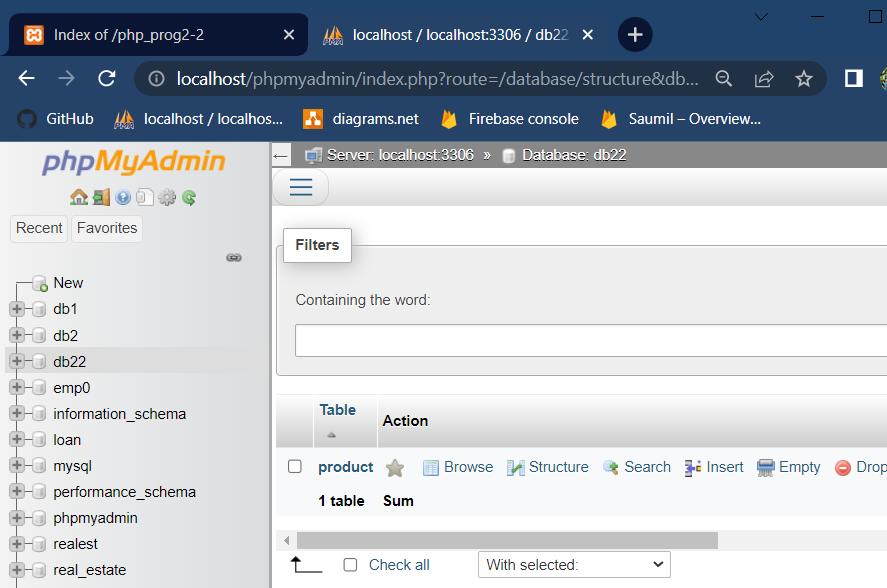 Index of /php_prog2-2
localhost / localhost:3306 / db22
localhost/phpmyadmin/index.php?route=/database/structure&db...
GitHub
localhost / localhos...
diagrams.net
Firebase console
Saumil – Overview...
phpMyAdmin
Recent
Favorites
New
db1
db2
db22
emp0
information_schema
loan
mysql
performance_schema
phpmyadmin
realest
real_estate
Server: localhost:3306 » Database: db22
Filters
Containing the word:
Table Action
product Browse Structure Search Insert Empty Drop
1 table Sum
Check all With selected: